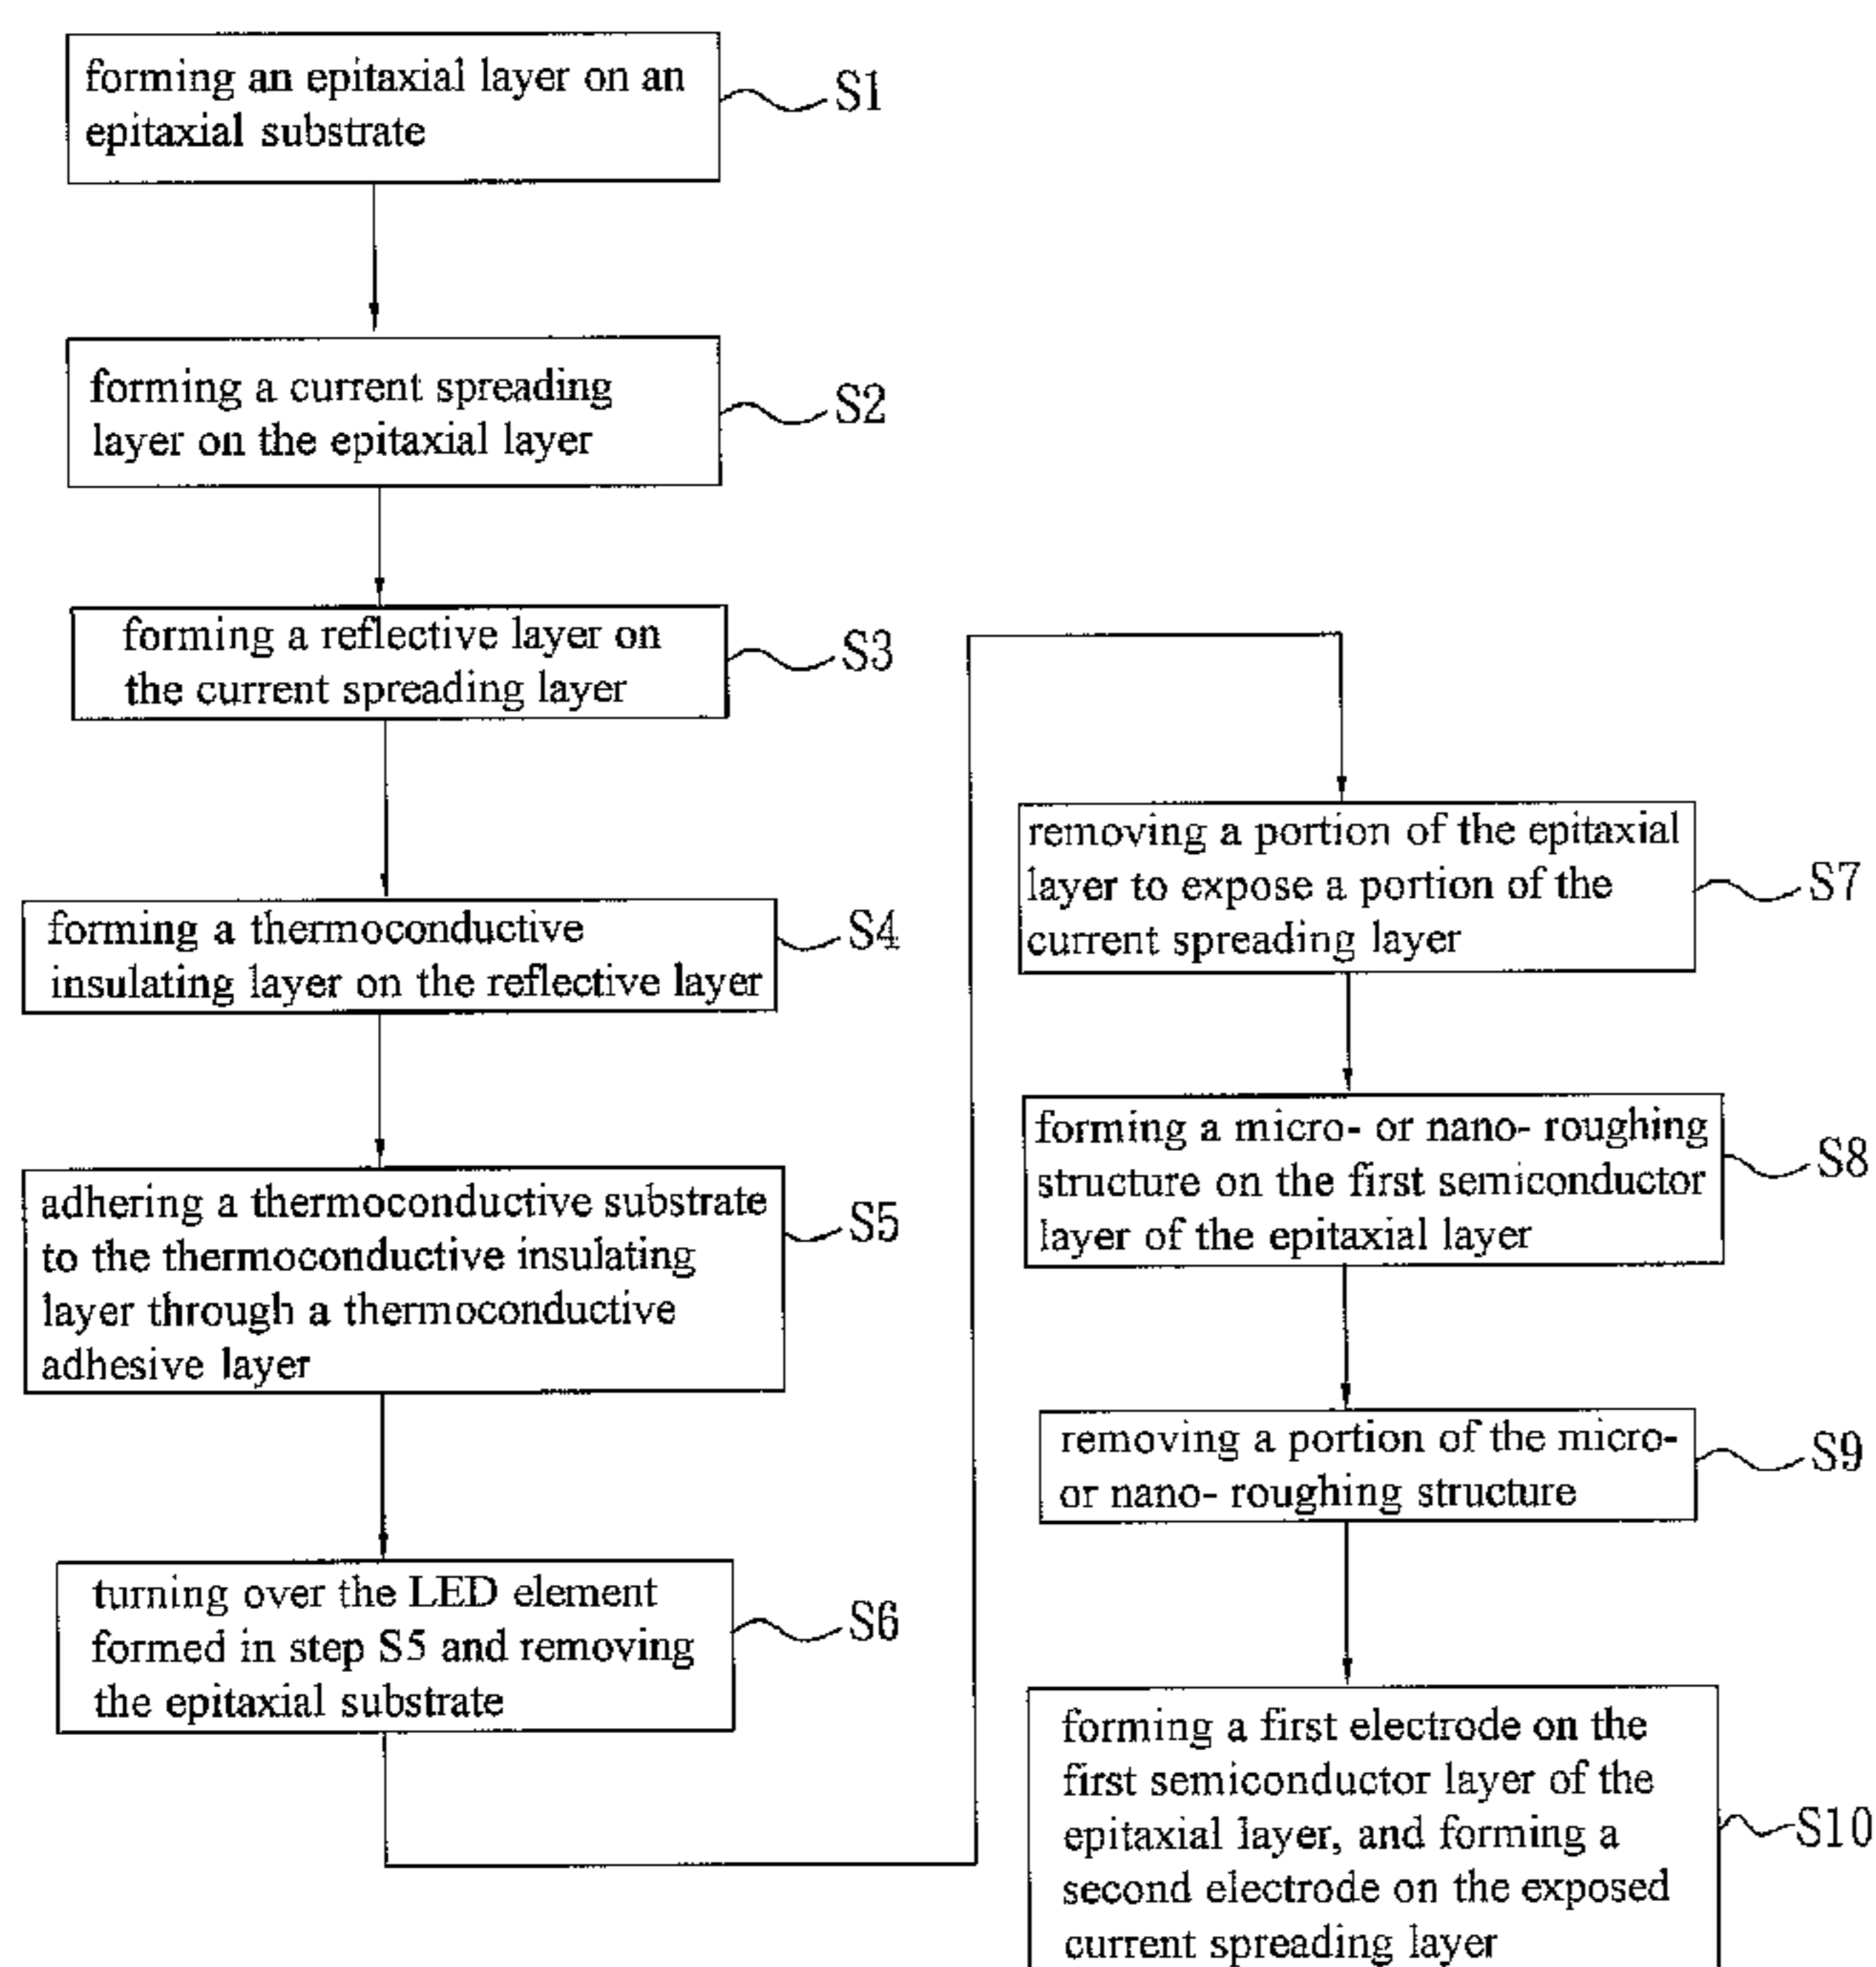 forming an epitaxial layer on an
epitaxial substrate
S1
forming a current spreading
layer on the epitaxial layer
S2
forming a reflective layer on
the current spreading layer
S3
forming a thermoconductive
insulating layer on the reflective layer
S4
adhering a thermoconductive substrate
to the thermoconductive insulating
layer through a thermoconductive
adhesive layer
S5
turning over the LED element
formed in step S5 and removing
the epitaxial substrate
S6
removing a portion of the epitaxial
layer to expose a portion of the
current spreading layer
S7
forming a micro- or nano- roughing
structure on the first semiconductor
layer of the epitaxial layer
S8
removing a portion of the micro-
or nano- roughing structure
S9
forming a first electrode on the
first semiconductor layer of the
epitaxial layer, and forming a
second electrode on the exposed
current spreading layer
S10